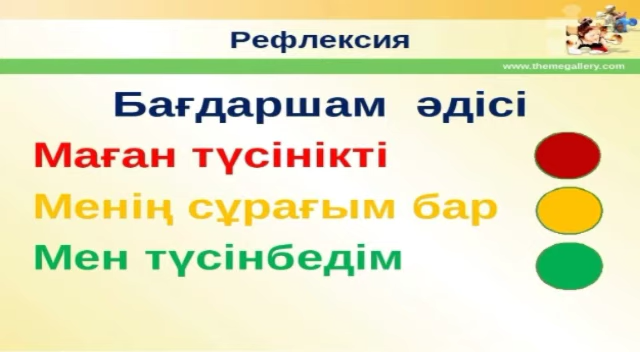 Рефлексия
www.themegallery.com
Бағдаршам әдісі
Маған түсінікті
Менің сұрағым бар
Мен түсінбедім